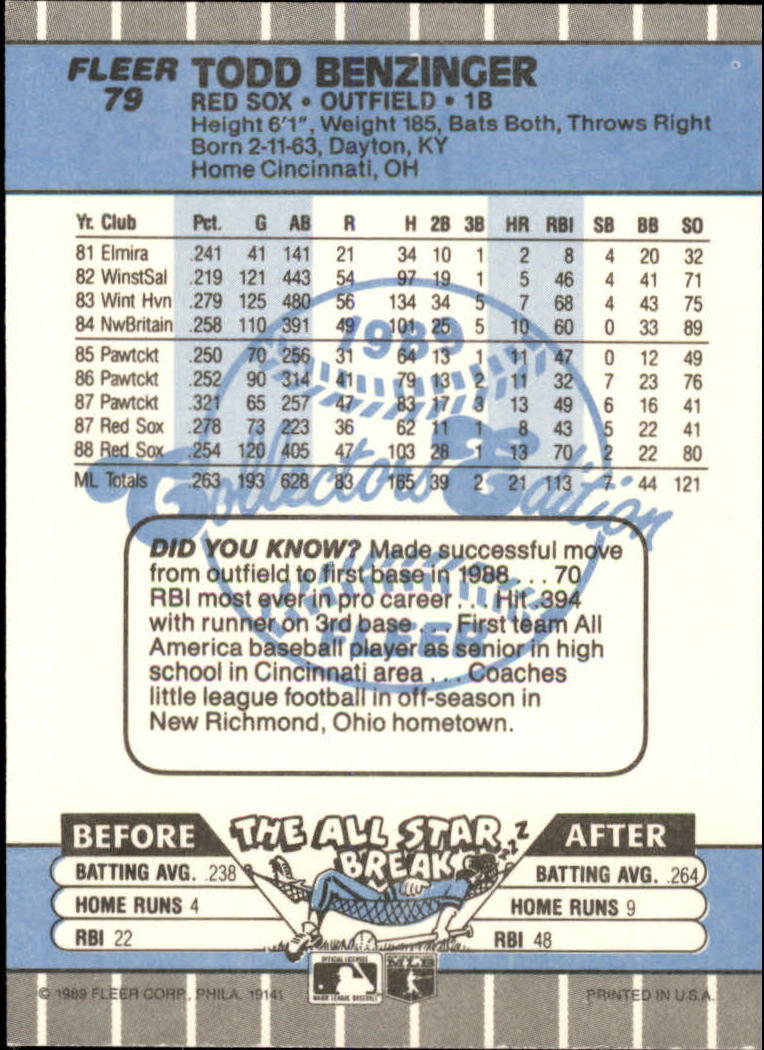 FLEER TODD BENZINGER
79 RED SOX • OUTFIELD • 1B
Height 6'1", Weight 185, Bats Both, Throws Right
Born 2-11-63, Dayton, KY
Home Cincinnati, OH
Yr. Club Pct. G AB R H 2B 3B HR RBI SB BB SO
81 Elmira .241 41 141 21 34 10 1 2 8 4 20 32
82 WinstSal .219 121 443 54 97 19 1 5 46 4 41 71
83 Wint Hvn .279 125 480 56 134 34 5 7 68 4 43 75
84 NwBritain .258 110 391 49 101 25 5 10 60 0 33 89
85 Pawtckt .250 70 256 31 64 13 1 11 47 0 12 49
86 Pawtckt .252 90 314 41 79 13 2 11 32 7 23 76
87 Pawtckt .321 65 257 47 83 17 3 13 49 6 16 41
87 Red Sox .278 73 223 36 62 11 1 8 43 5 22 41
88 Red Sox .254 120 405 47 103 28 1 13 70 2 22 80
ML Totals .263 193 628 83 165 39 2 21 113 7 44 121
1989
Collectors' Edition
FLEER
DID YOU KNOW? Made successful move
from outfield to first base in 1988 . . . 70
RBI most ever in pro career . . . Hit .394
with runner on 3rd base . . . First team All
America baseball player as senior in high
school in Cincinnati area . . . Coaches
little league football in off-season in
New Richmond, Ohio hometown.
BEFORE THE ALL STAR BREAK ZZZ AFTER
BATTING AVG. .238 BATTING AVG. .264
HOME RUNS 4 HOME RUNS 9
RBI 22 RBI 48
OFFICIAL LICENSEE
MAJOR LEAGUE BASEBALL
MLB
© 1989 FLEER CORP., PHILA. 19141 PRINTED IN U.S.A.